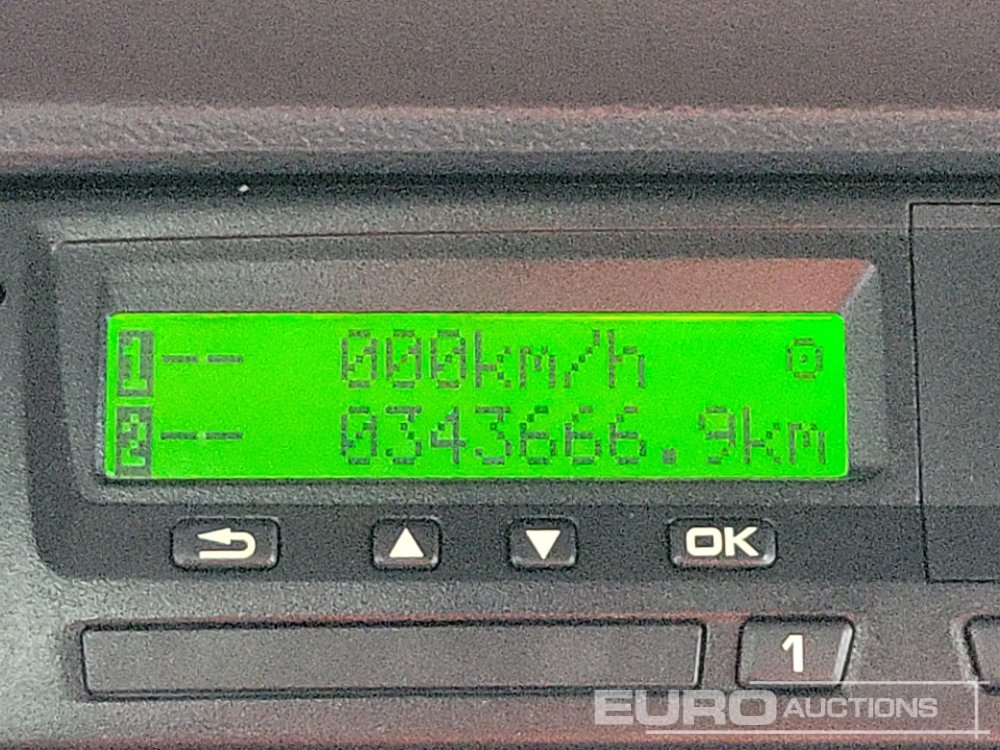 1-- 000km/h
2-- 0343666.9km
OK
1
EURO AUCTIONS